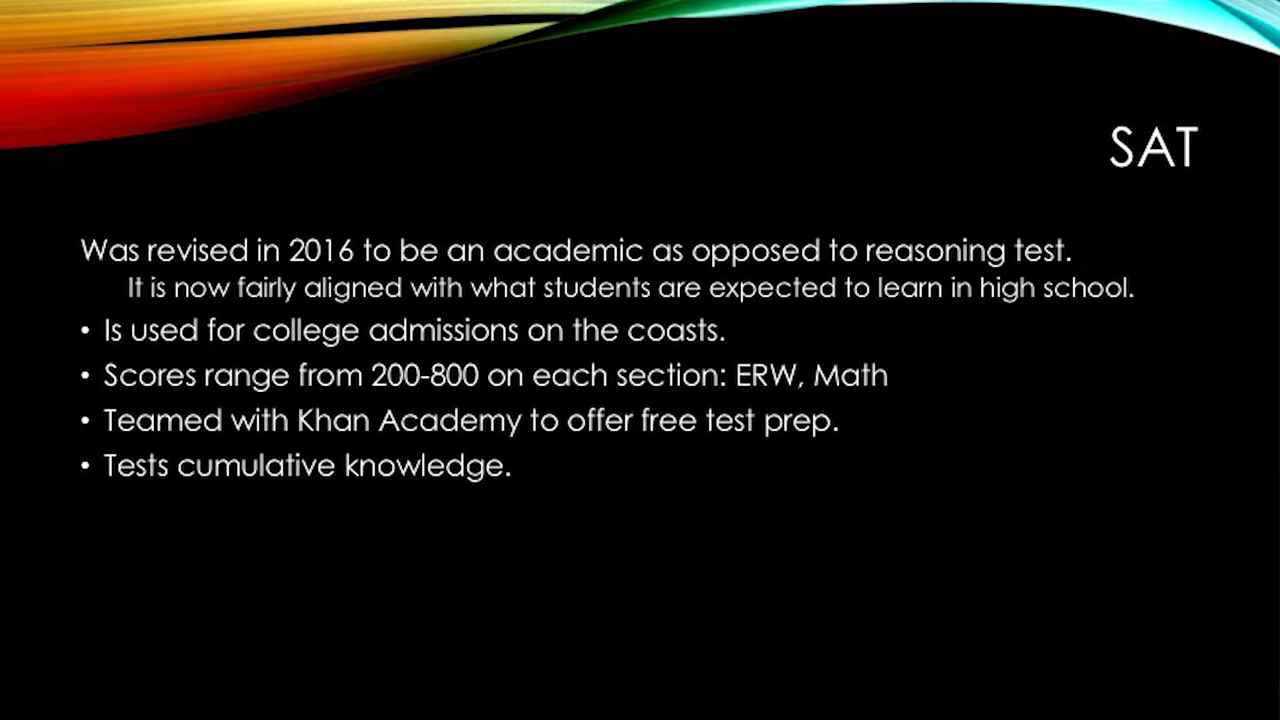 SAT
Was revised in 2016 to be an academic as opposed to reasoning test.
It is now fairly aligned with what students are expected to learn in high school.
• Is used for college admissions on the coasts.
• Scores range from 200-800 on each section: ERW, Math
• Teamed with Khan Academy to offer free test prep.
• Tests cumulative knowledge.